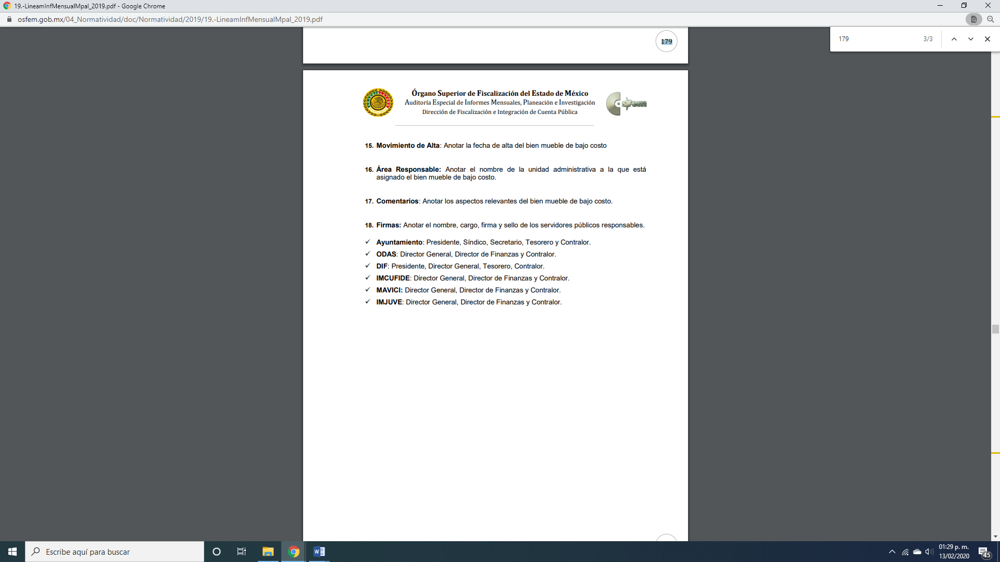 19.-LineamInfMensualMpal_2019.pdf - Google Chrome
osfem.gob.mx/04_Normatividad/doc/Normatividad/2019/19.-LineamInfMensualMpal_2019.pdf
179 3/3
179
Órgano Superior de Fiscalización del Estado de México
Auditoría Especial de Informes Mensuales, Planeación e Investigación
Dirección de Fiscalización e Integración de Cuenta Pública
sfem
15. Movimiento de Alta: Anotar la fecha de alta del bien mueble de bajo costo
16. Área Responsable: Anotar el nombre de la unidad administrativa a la que está
asignado el bien mueble de bajo costo.
17. Comentarios: Anotar los aspectos relevantes del bien mueble de bajo costo.
18. Firmas: Anotar el nombre, cargo, firma y sello de los servidores públicos responsables.
✓ Ayuntamiento: Presidente, Síndico, Secretario, Tesorero y Contralor.
✓ ODAS: Director General, Director de Finanzas y Contralor.
✓ DIF: Presidente, Director General, Tesorero, Contralor.
✓ IMCUFIDE: Director General, Director de Finanzas y Contralor.
✓ MAVICI: Director General, Director de Finanzas y Contralor.
✓ IMJUVE: Director General, Director de Finanzas y Contralor.
Escribe aquí para buscar
01:29 p. m.
13/02/2020
45